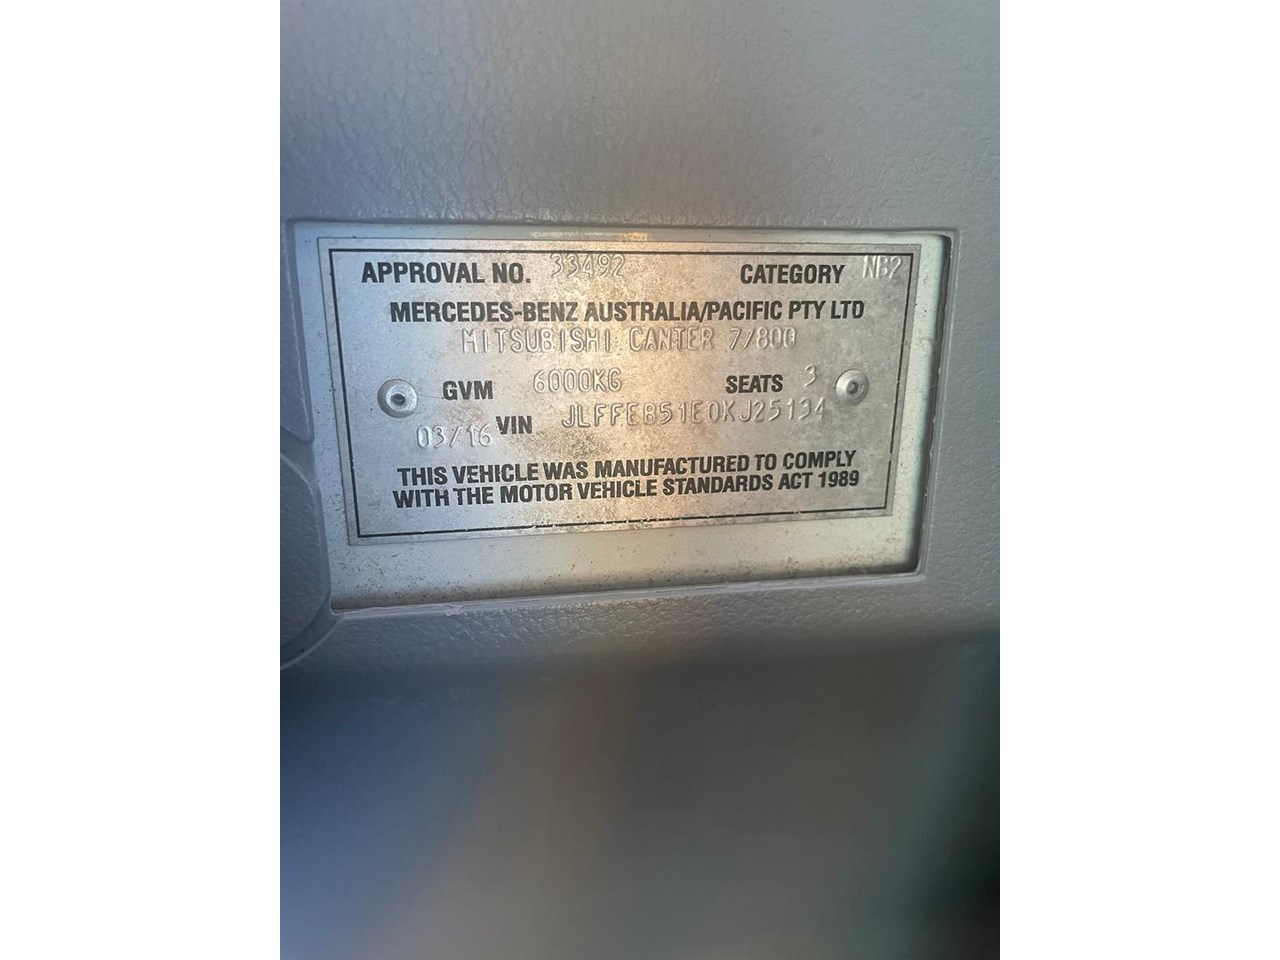 APPROVAL NO. 33492 CATEGORY NB2
MERCEDES-BENZ AUSTRALIA/PACIFIC PTY LTD
MITSUBISHI CANTER 7/800
GVM 6000KG SEATS 3
03/16 VIN JLFFEB51E0KJ25134
THIS VEHICLE WAS MANUFACTURED TO COMPLY
WITH THE MOTOR VEHICLE STANDARDS ACT 1989